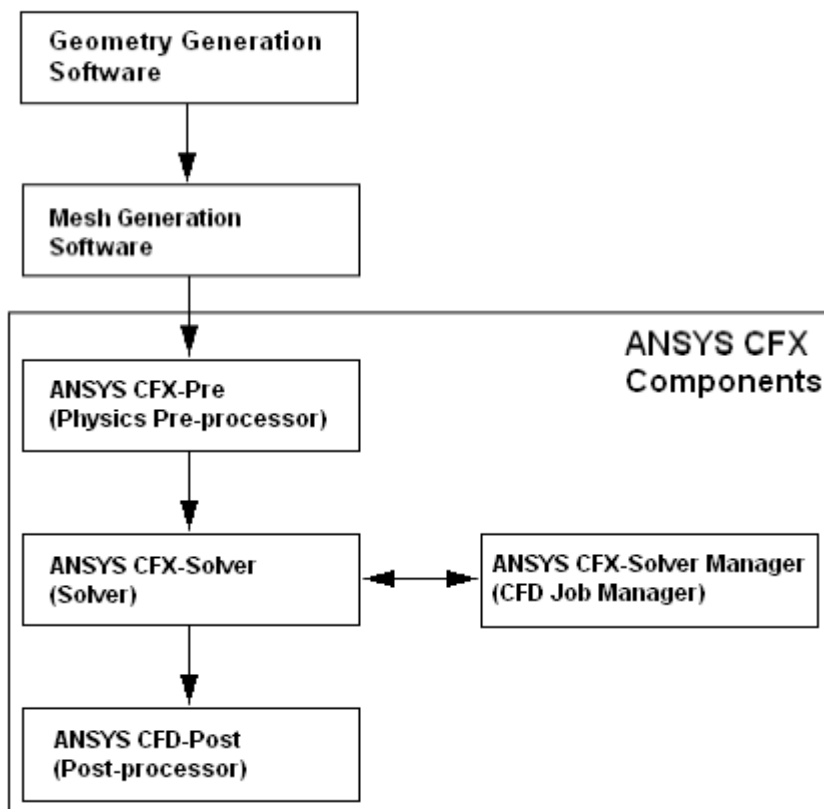 Geometry Generation
Software
Mesh Generation
Software
ANSYS CFX
Components
ANSYS CFX-Pre
(Physics Pre-processor)
ANSYS CFX-Solver
(Solver)
ANSYS CFX-Solver Manager
(CFD Job Manager)
ANSYS CFD-Post
(Post-processor)